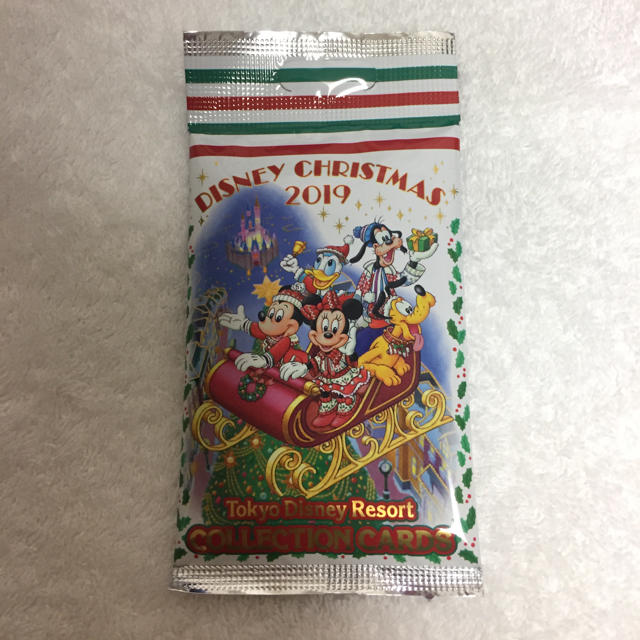 DISNEY CHRISTMAS
2019
Tokyo Disney Resort
COLLECTION CARDS